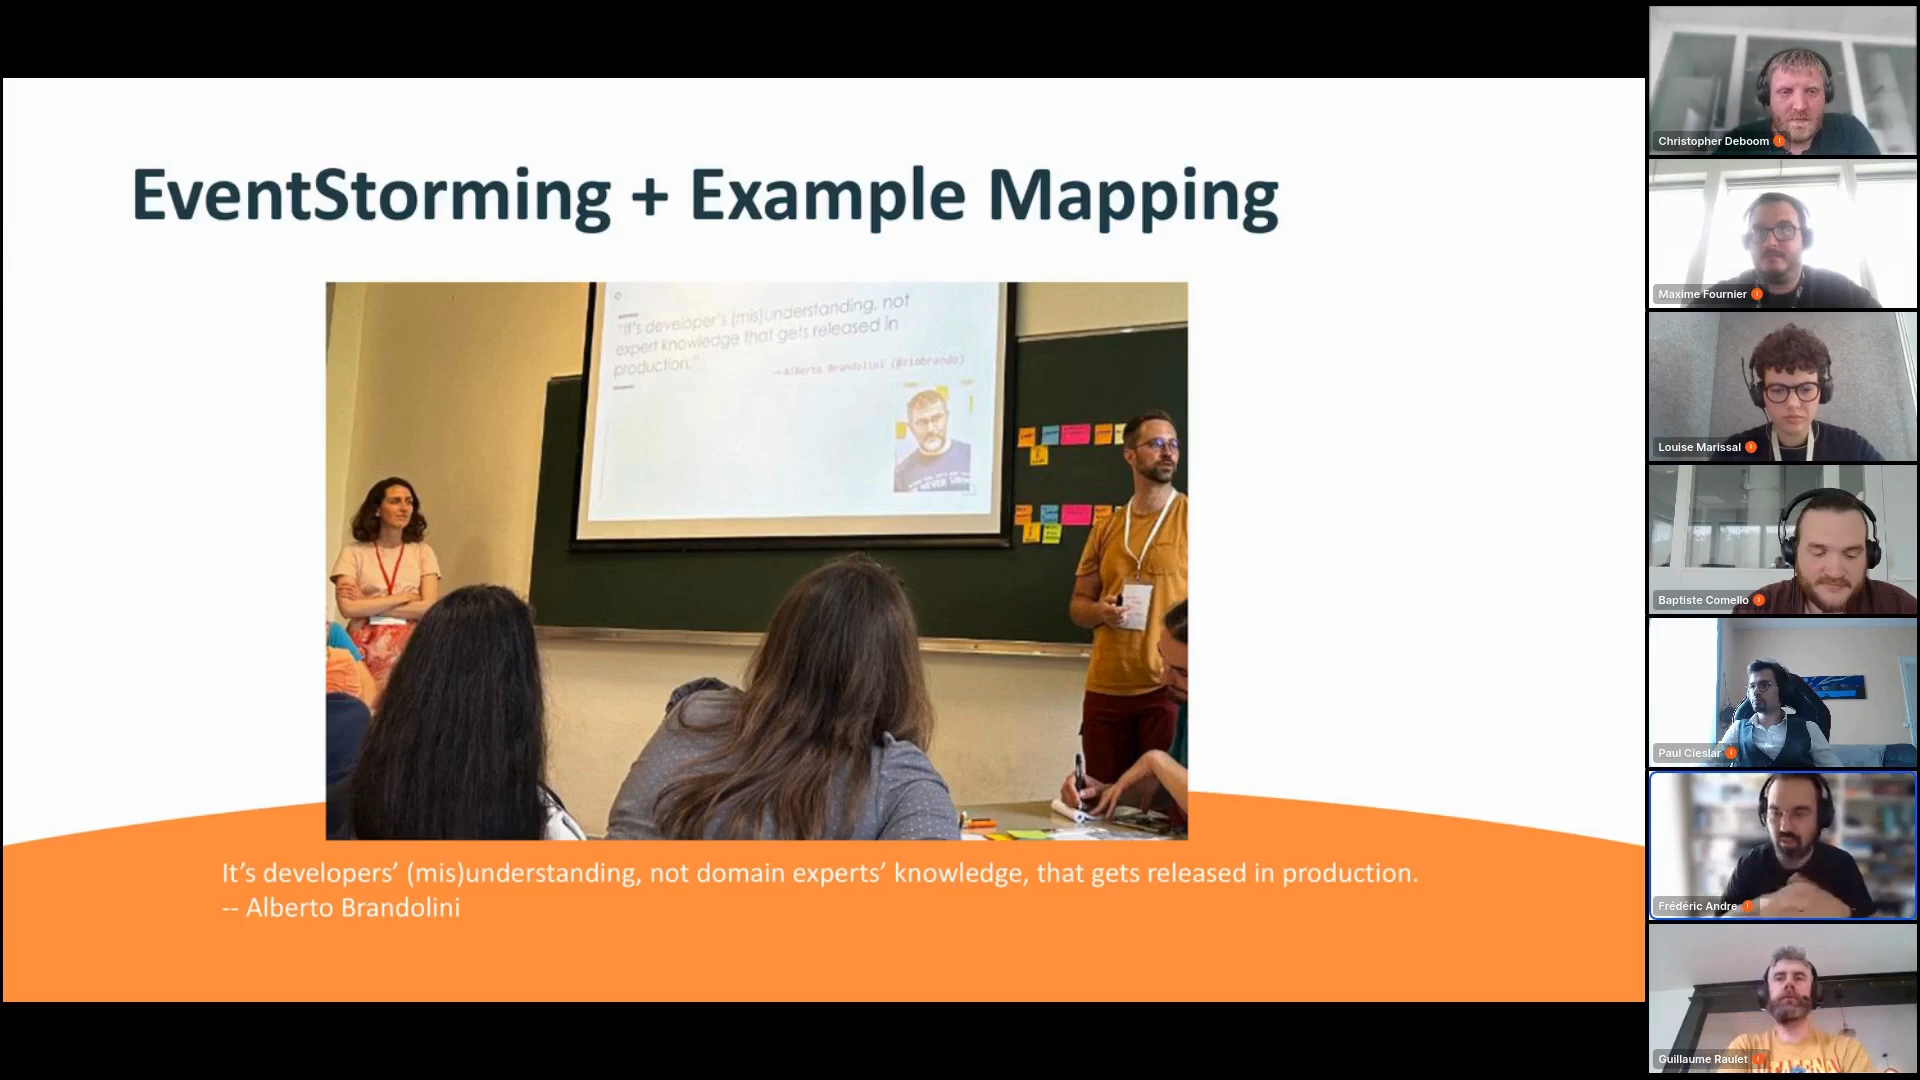 EventStorming + Example Mapping
"It's developer's (mis)understanding, not
expert knowledge that gets released in
production."
—Alberto Brandolini (@ziobrando)
It's developers' (mis)understanding, not domain experts' knowledge, that gets released in production.
-- Alberto Brandolini
Christopher Deboom
Maxime Fournier
Louise Marissal
Baptiste Comello
Paul Cieslar
Frédéric Andre
Guillaume Raulet